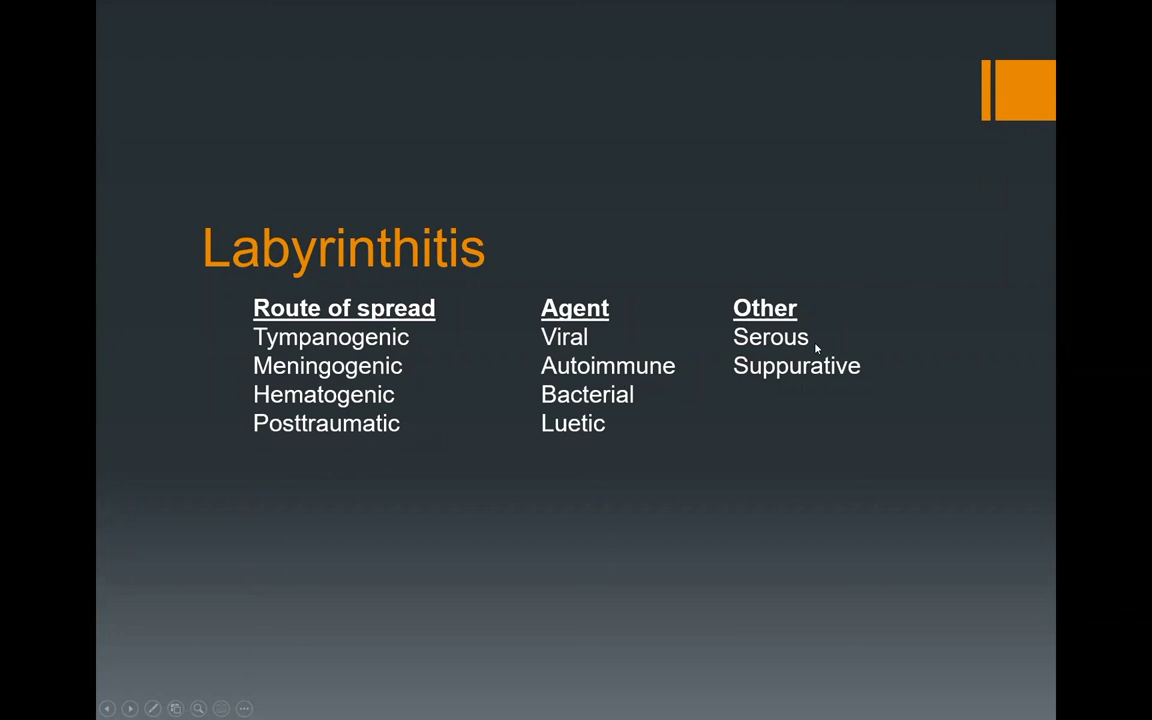 Labyrinthitis
Route of spread
Tympanogenic
Meningogenic
Hematogenic
Posttraumatic
Agent
Viral
Autoimmune
Bacterial
Luetic
Other
Serous
Suppurative